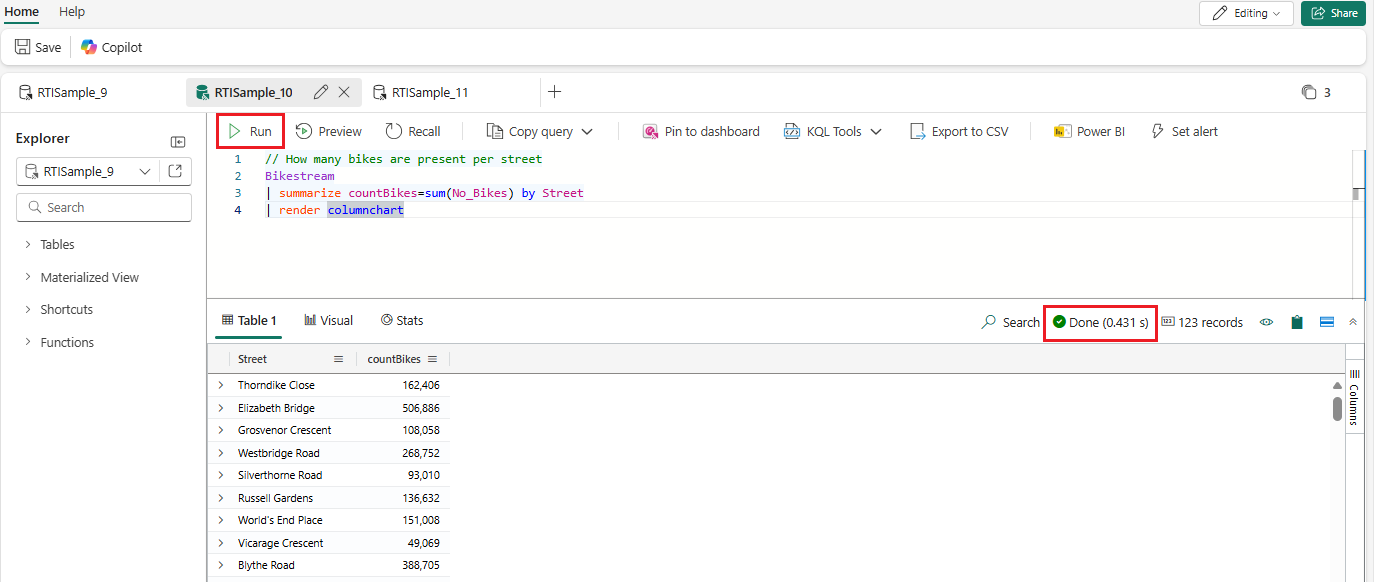 Home Help Editing Share
Save Copilot
RTISample_9 RTISample_10 RTISample_11 3
Explorer
RTISample_9
Search
Tables
Materialized View
Shortcuts
Functions
Run Preview Recall Copy query Pin to dashboard KQL Tools Export to CSV Power BI Set alert
1 // How many bikes are present per street
2 Bikestream
3 | summarize countBikes=sum(No_Bikes) by Street
4 | render columnchart
Table 1 Visual Stats Search Done (0.431 s) 123 123 records
Street countBikes
Thorndike Close 162,406
Elizabeth Bridge 506,886
Grosvenor Crescent 108,058
Westbridge Road 268,752
Silverthorne Road 93,010
Russell Gardens 136,632
World's End Place 151,008
Vicarage Crescent 49,069
Blythe Road 388,705
Columns